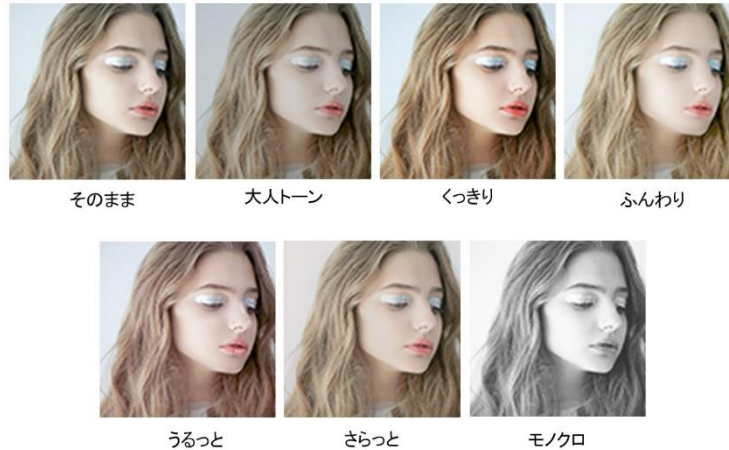 そのまま
大人トーン
くっきり
ふんわり
うるっと
さらっと
モノクロ